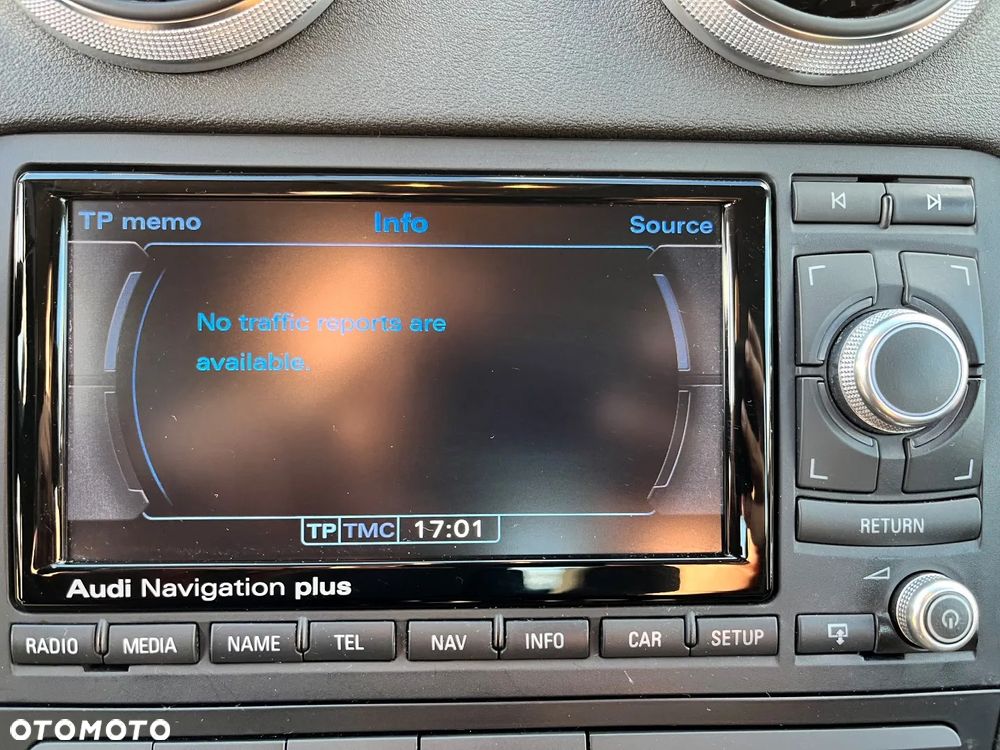 TP memo Info Source
No traffic reports are
available.
TP TMC 17:01
Audi Navigation plus
RETURN
RADIO MEDIA NAME TEL NAV INFO CAR SETUP
OTOMOTO